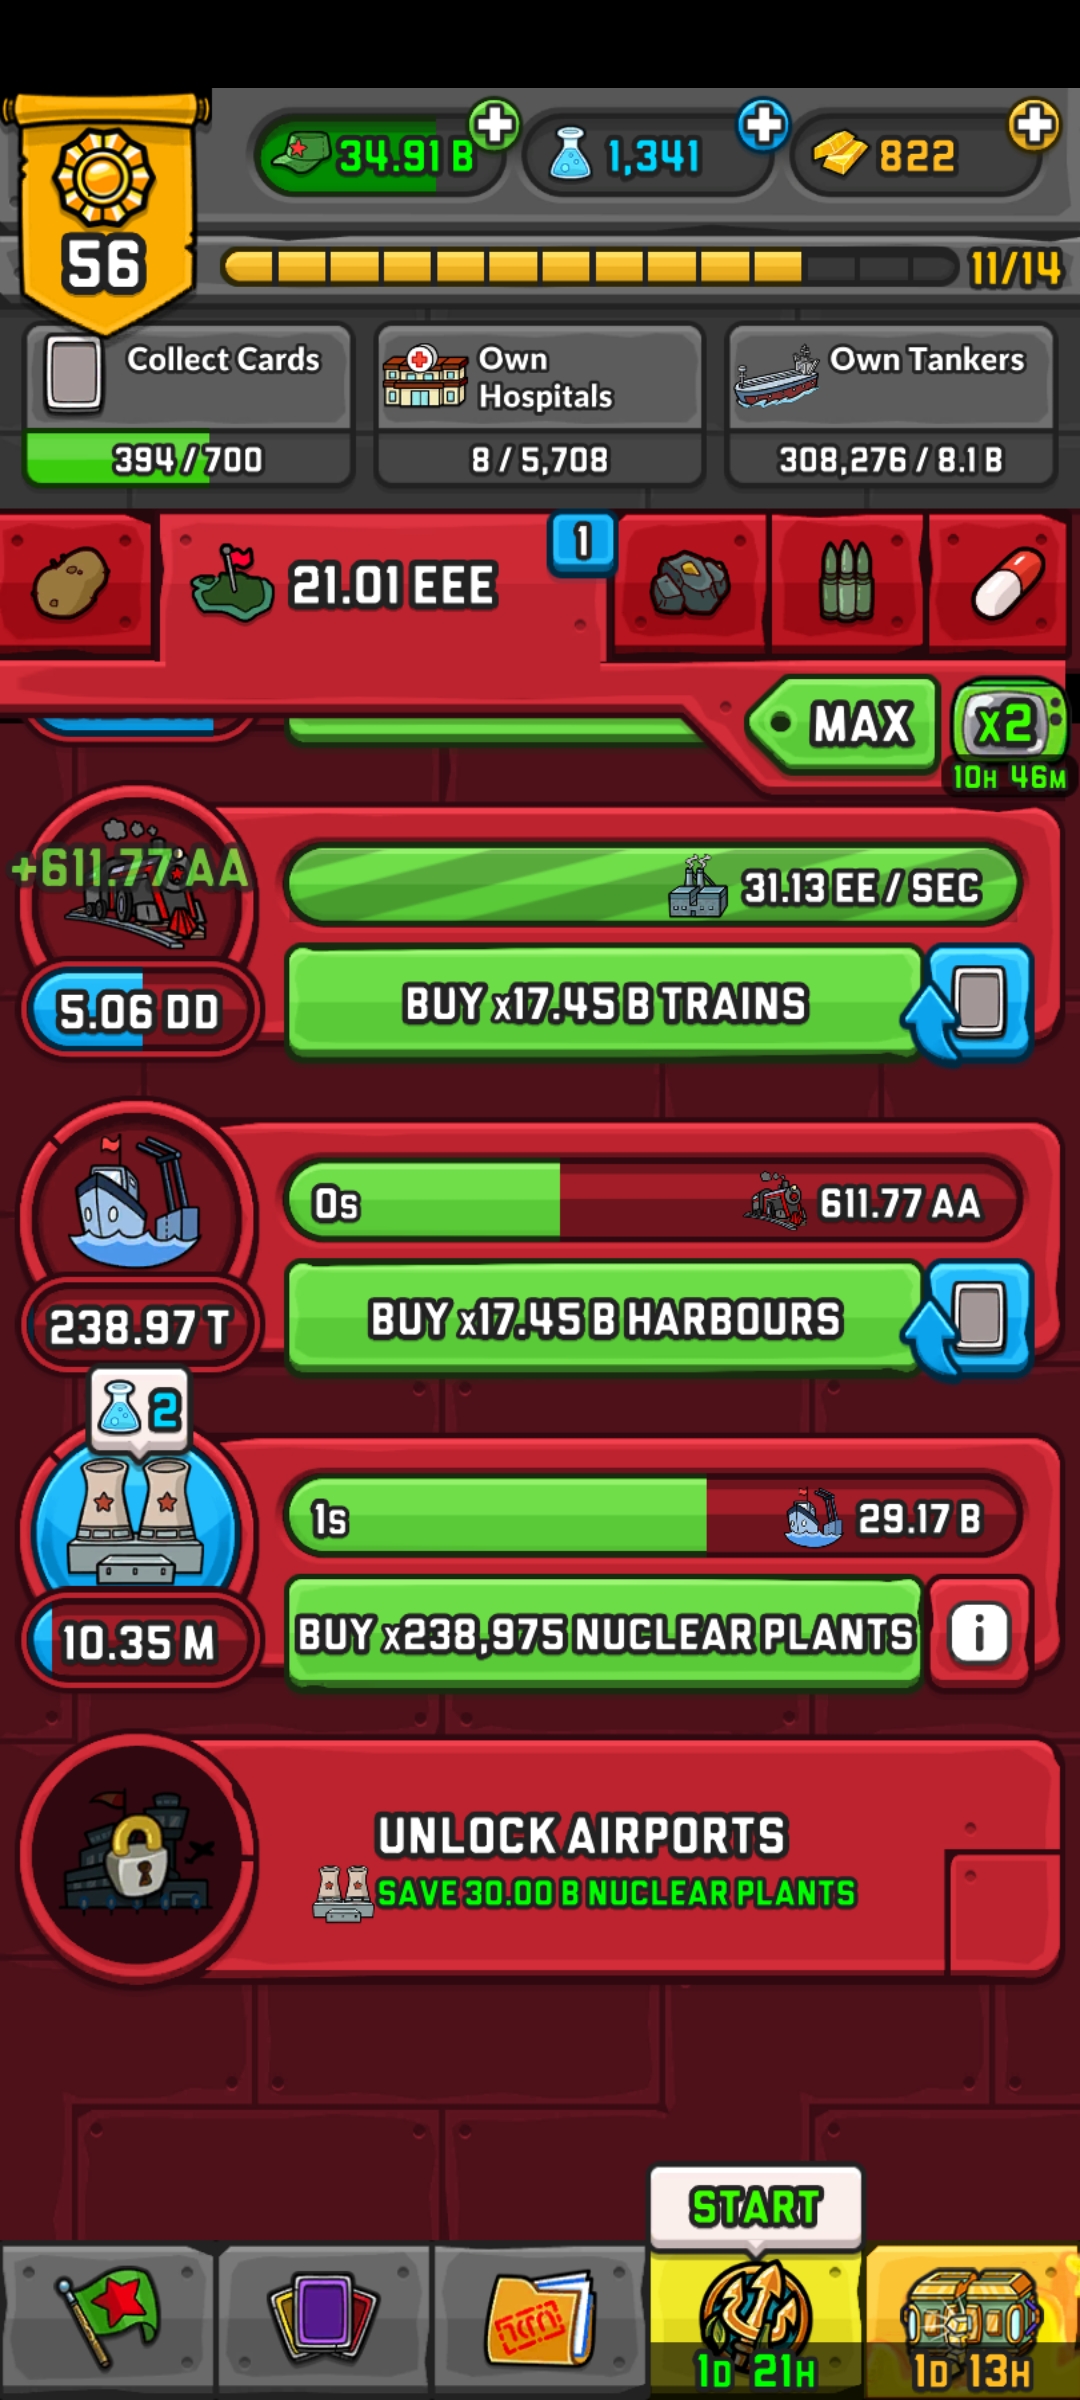 34.91 B
1,341
822
56
11/14
Collect Cards
394/700
Own
Hospitals
8/5,708
Own Tankers
308,276/8.1 B
21.01 EEE
1
MAX
x2
10H 46M
+611.77 AA
31.13 EE / SEC
5.06 DD
BUY x17.45 B TRAINS
0s
611.77 AA
238.97 T
BUY x17.45 B HARBOURS
2
1s
29.17 B
10.35 M
BUY x238,975 NUCLEAR PLANTS
i
UNLOCK AIRPORTS
SAVE 30.00 B NUCLEAR PLANTS
START
1D 21H
1D 13H